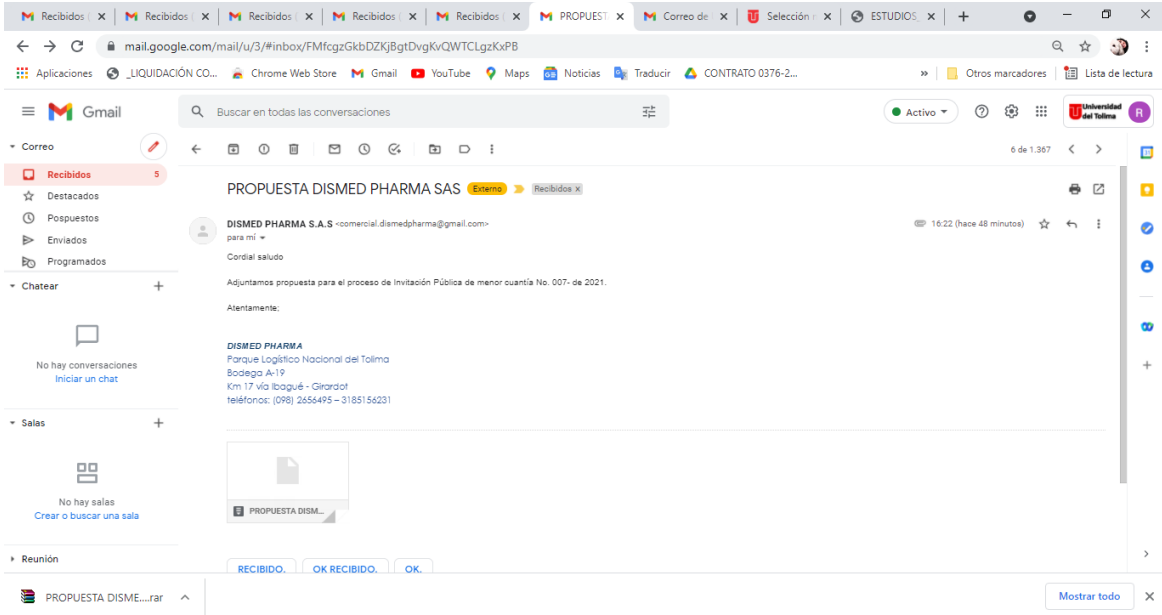 Recibidos ( Recibidos ( Recibidos ( Recibidos ( Recibidos ( PROPUEST Correo de Selección r ESTUDIOS_
mail.google.com/mail/u/3/#inbox/FMfcgzGkbDZKjBgtDvgKvQWTCLgzKxPB
Aplicaciones _LIQUIDACIÓN CO... Chrome Web Store Gmail YouTube Maps Noticias Traducir CONTRATO 0376-2... » Otros marcadores Lista de lectura
Gmail Buscar en todas las conversaciones Activo Universidad del Tolima R
Correo
6 de 1.367
Recibidos 5
Destacados
Pospuestos
Enviados
Programados
Chatear
No hay conversaciones
Iniciar un chat
Salas
No hay salas
Crear o buscar una sala
Reunión
PROPUESTA DISMED PHARMA SAS Externo Recibidos x
DISMED PHARMA S.A.S <comercial.dismedpharma@gmail.com> 16:22 (hace 48 minutos)
para mí
Cordial saludo
Adjuntamos propuesta para el proceso de Invitación Pública de menor cuantía No. 007- de 2021.
Atentamente;
DISMED PHARMA
Parque Logístico Nacional del Tolima
Bodega A-19
Km 17 vía Ibagué - Girardot
teléfonos: (098) 2656495 – 3185156231
PROPUESTA DISM...
RECIBIDO. OK RECIBIDO. OK.
PROPUESTA DISME....rar Mostrar todo